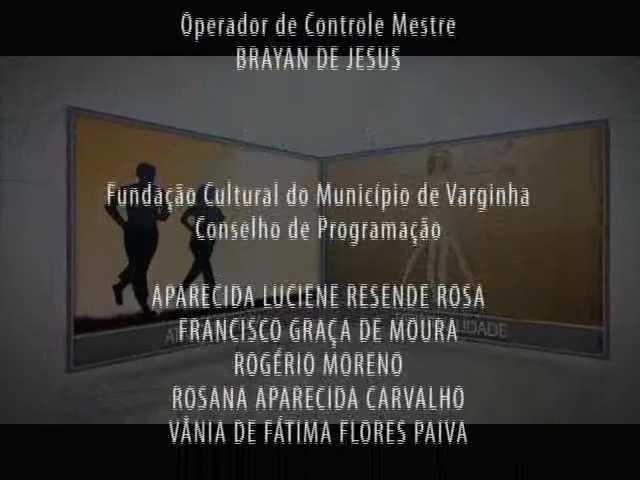 Operador de Controle Mestre
BRAYAN DE JESUS
Fundação Cultural do Município de Varginha
Conselho de Programação
APARECIDA LUCIENE RESENDE ROSA
FRANCISCO GRAÇA DE MOURA
ROGÉRIO MORENO
ROSANA APARECIDA CARVALHO
VÂNIA DE FÁTIMA FLORES PAIVA